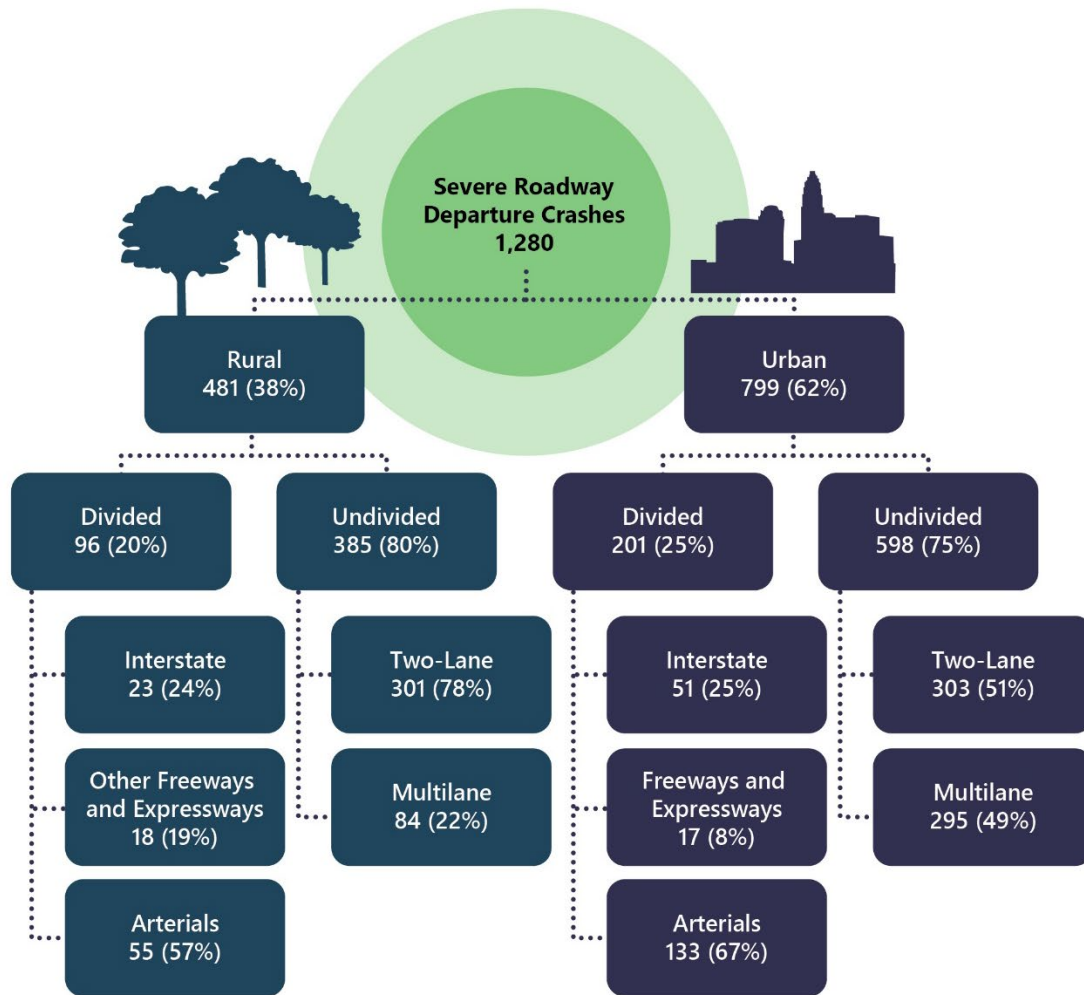 Severe Roadway
Departure Crashes
1,280
Rural
481 (38%)
Urban
799 (62%)
Divided
96 (20%)
Undivided
385 (80%)
Divided
201 (25%)
Undivided
598 (75%)
Interstate
23 (24%)
Two-Lane
301 (78%)
Interstate
51 (25%)
Two-Lane
303 (51%)
Other Freeways
and Expressways
18 (19%)
Multilane
84 (22%)
Freeways and
Expressways
17 (8%)
Multilane
295 (49%)
Arterials
55 (57%)
Arterials
133 (67%)